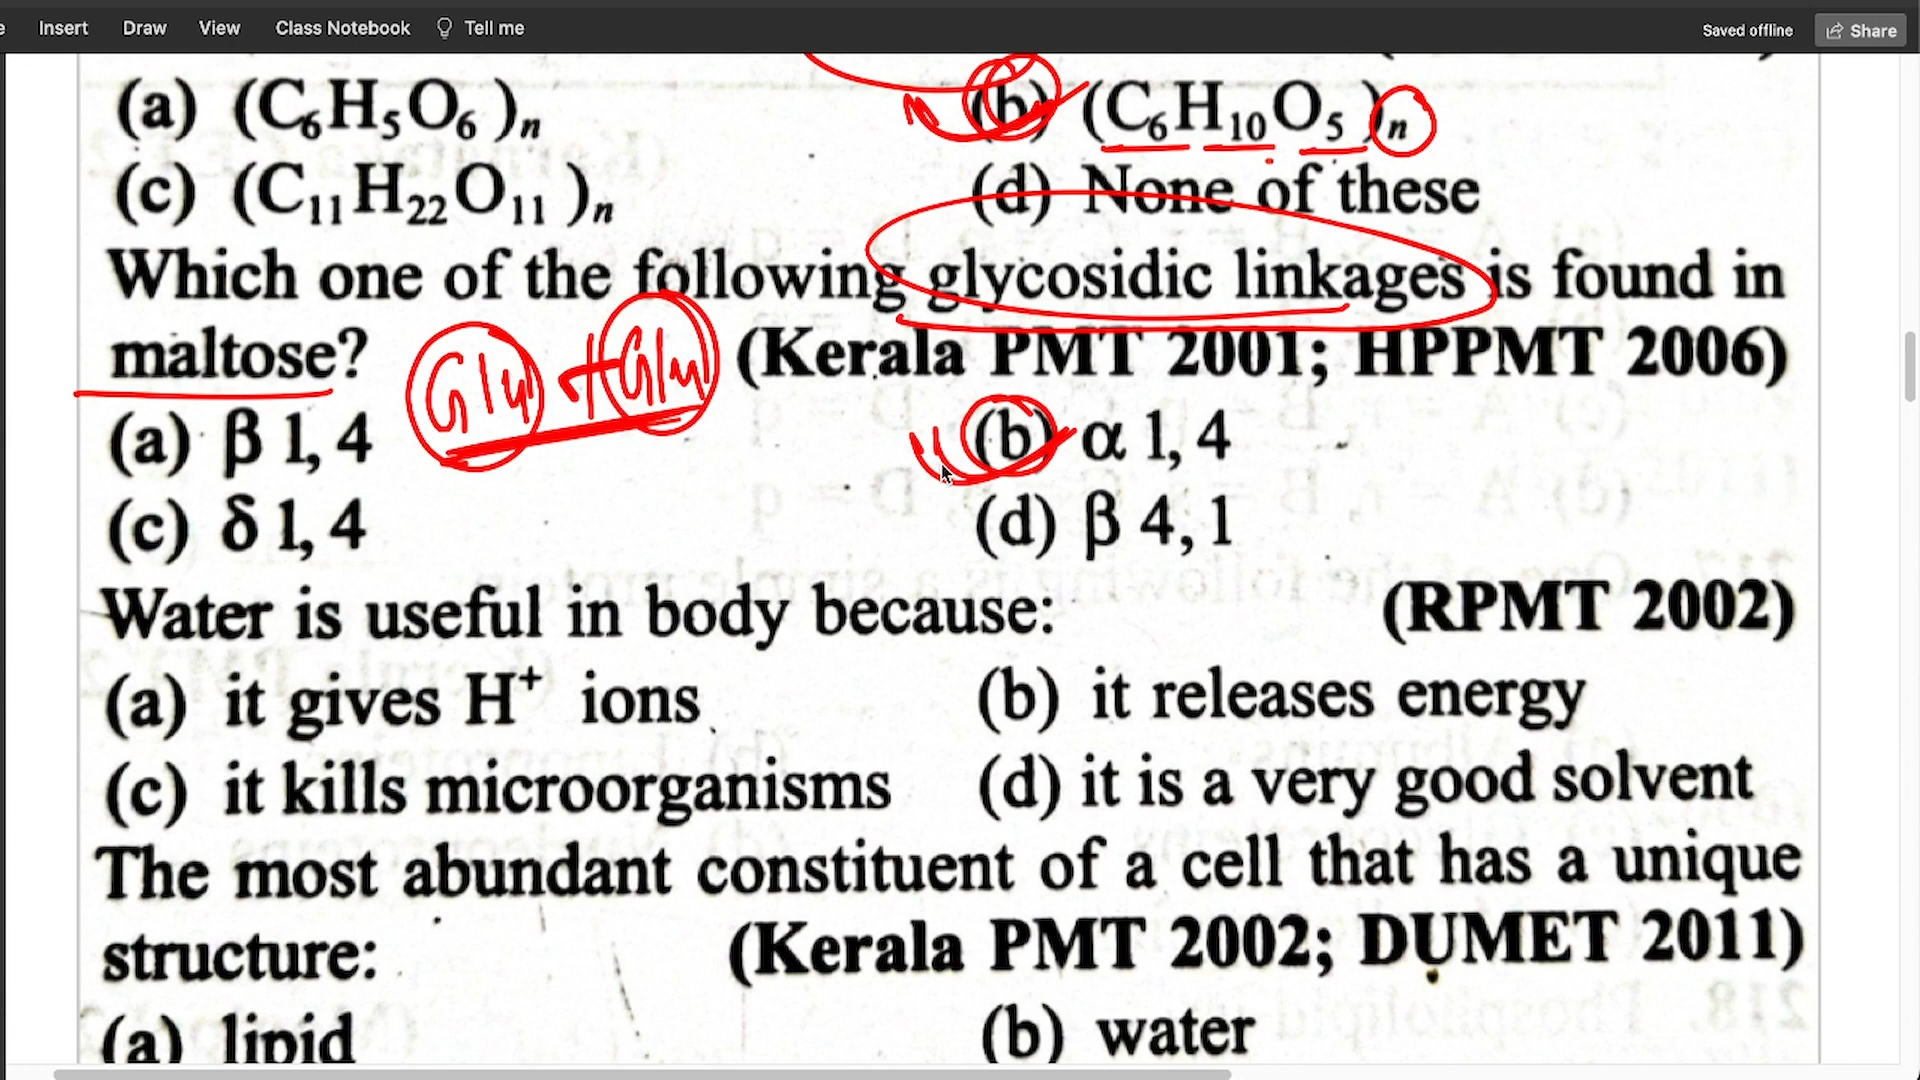 Insert Draw View Class Notebook Tell me Saved offline Share
(a) (C6H5O6)n (b) (C6H10O5)n
(c) (C11H22O11)n (d) None of these
Which one of the following glycosidic linkages is found in
maltose? (Kerala PMT 2001; HPPMT 2006)
Glu + Glu
(a) β 1, 4 (b) α 1, 4
(c) δ 1, 4 (d) β 4, 1
Water is useful in body because: (RPMT 2002)
(a) it gives H⁺ ions (b) it releases energy
(c) it kills microorganisms (d) it is a very good solvent
The most abundant constituent of a cell that has a unique
structure: (Kerala PMT 2002; DUMET 2011)
(a) lipid (b) water